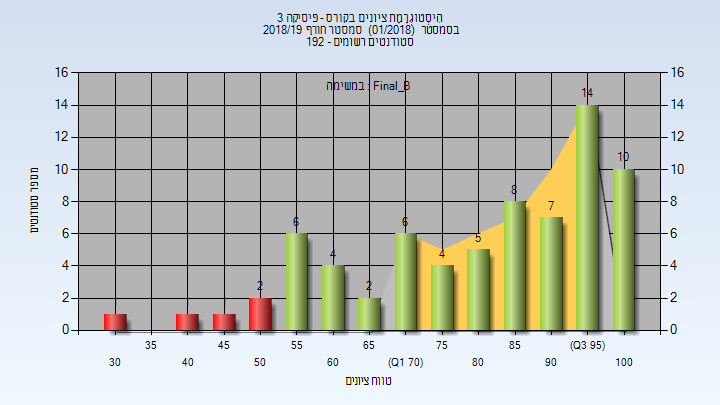 היסטוגרמת ציונים בקורס - פיסיקה 3
בסמסטר (01/2018) סמסטר חורף 2018/19
סטודנטים רשומים - 192
במשימה : Final_B
מספר סטודנטים
16 16
14 14
12 12
10 10
8 8
6 6
4 4
2 2
0 0
2 6 4 2 6 4 5 8 7 14 10
35 45 55 65 75 85 (Q3 95)
30 40 50 60 (Q1 70) 80 90 100
טווח ציונים